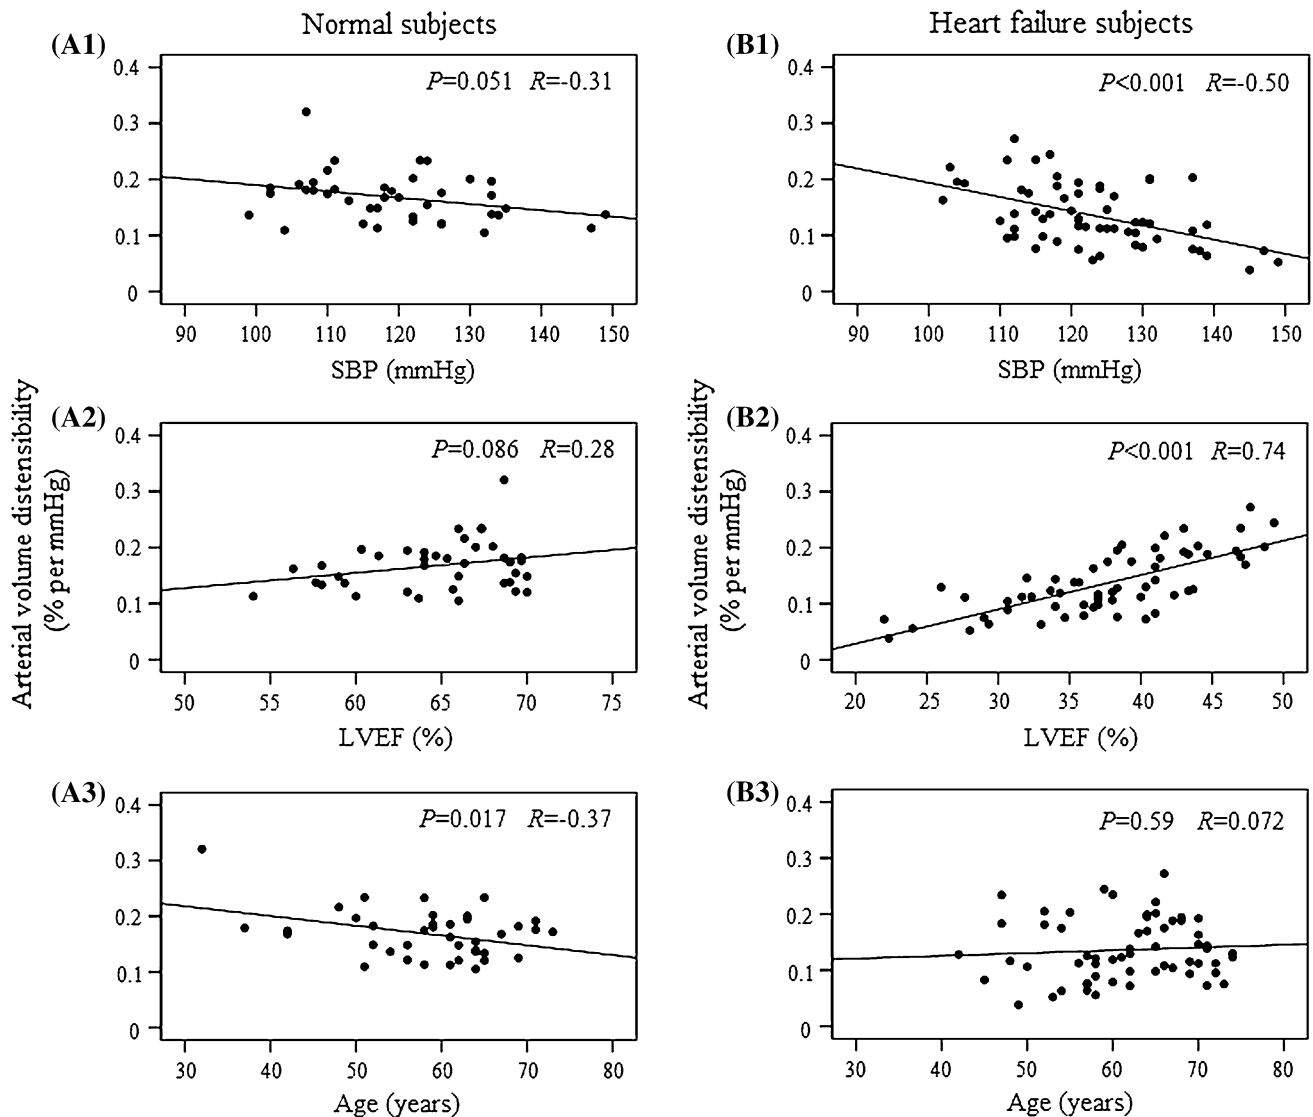 Normal subjects
Heart failure subjects
(A1)
P=0.051 R=-0.31
0.4
0.3
0.2
0.1
0
90 100 110 120 130 140 150
SBP (mmHg)
(B1)
P<0.001 R=-0.50
0.4
0.3
0.2
0.1
0
90 100 110 120 130 140 150
SBP (mmHg)
Arterial volume distensibility
(% per mmHg)
(A2)
P=0.086 R=0.28
0.4
0.3
0.2
0.1
0
50 55 60 65 70 75
LVEF (%)
Arterial volume distensibility
(% per mmHg)
(B2)
P<0.001 R=0.74
0.4
0.3
0.2
0.1
0
20 25 30 35 40 45 50
LVEF (%)
(A3)
P=0.017 R=-0.37
0.4
0.3
0.2
0.1
0
30 40 50 60 70 80
Age (years)
(B3)
P=0.59 R=0.072
0.4
0.3
0.2
0.1
0
30 40 50 60 70 80
Age (years)